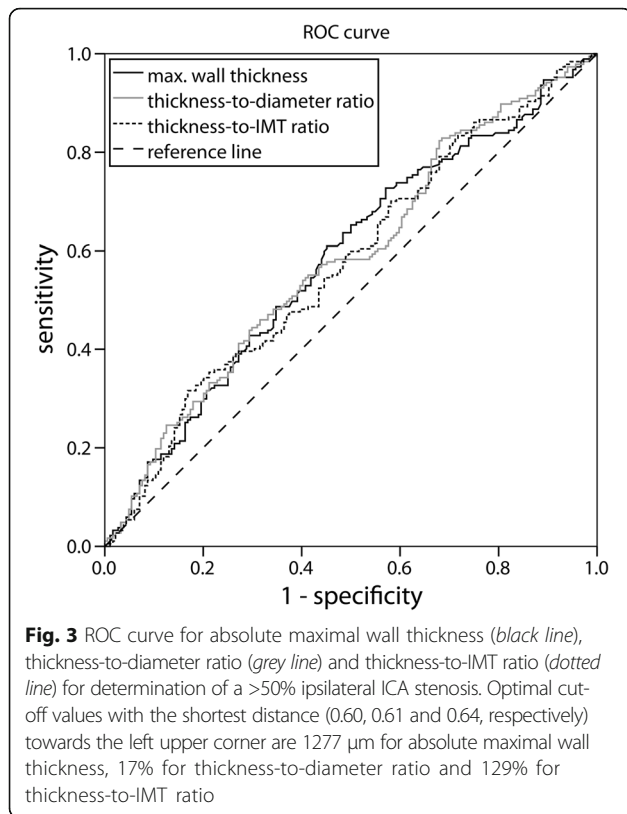 ROC curve
1.0
0.8
0.6
0.4
0.2
0.0
sensitivity
max. wall thickness
thickness-to-diameter ratio
thickness-to-IMT ratio
reference line
0.0 0.2 0.4 0.6 0.8 1.0
1 - specificity
Fig. 3 ROC curve for absolute maximal wall thickness (black line),
thickness-to-diameter ratio (grey line) and thickness-to-IMT ratio (dotted
line) for determination of a >50% ipsilateral ICA stenosis. Optimal cut-
off values with the shortest distance (0.60, 0.61 and 0.64, respectively)
towards the left upper corner are 1277 μm for absolute maximal wall
thickness, 17% for thickness-to-diameter ratio and 129% for
thickness-to-IMT ratio